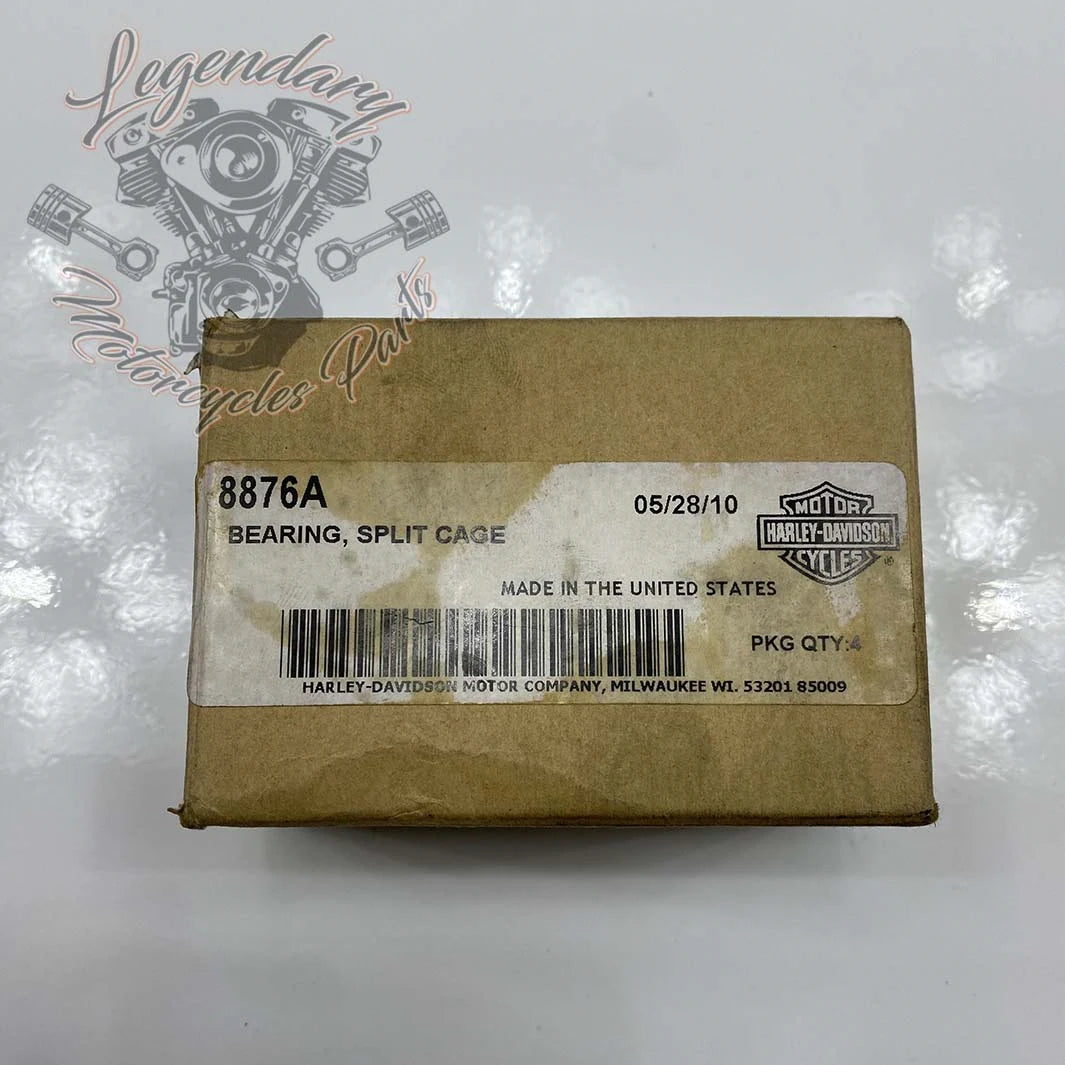 Legendary
Motorcycles Parts
8876A
05/28/10
BEARING, SPLIT CAGE
MOTOR
HARLEY-DAVIDSON
CYCLES
®
MADE IN THE UNITED STATES
PKG QTY:4
HARLEY-DAVIDSON MOTOR COMPANY, MILWAUKEE WI. 53201 85009